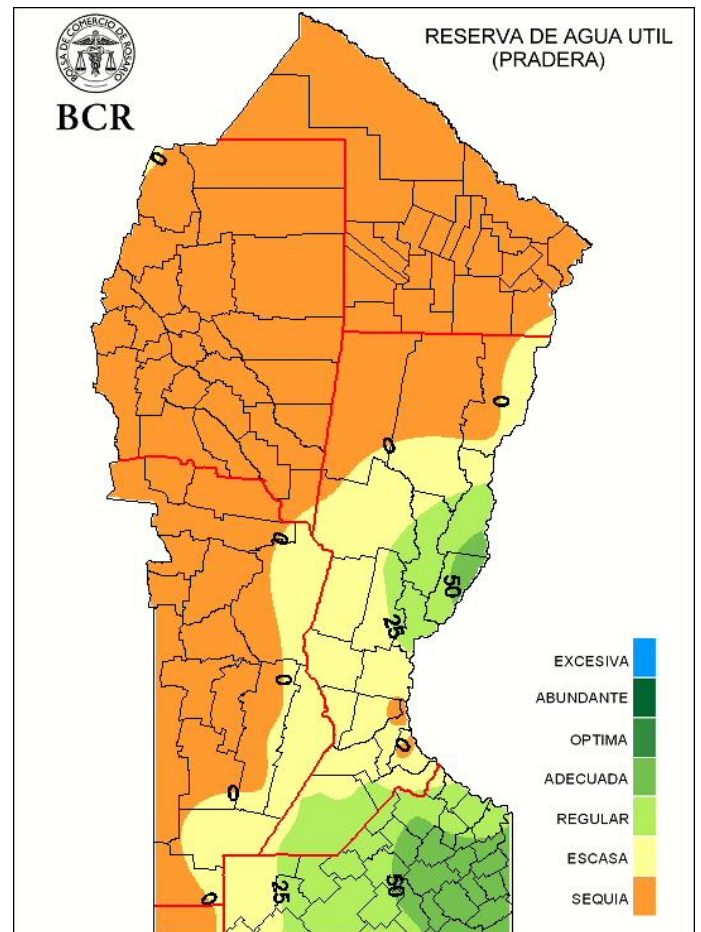 BOLSA DE COMERCIO DE ROSARIO
BCR
RESERVA DE AGUA UTIL
(PRADERA)
0
0
0
0
50
25
0
0
0
25
50
0
EXCESIVA
ABUNDANTE
OPTIMA
ADECUADA
REGULAR
ESCASA
SEQUIA